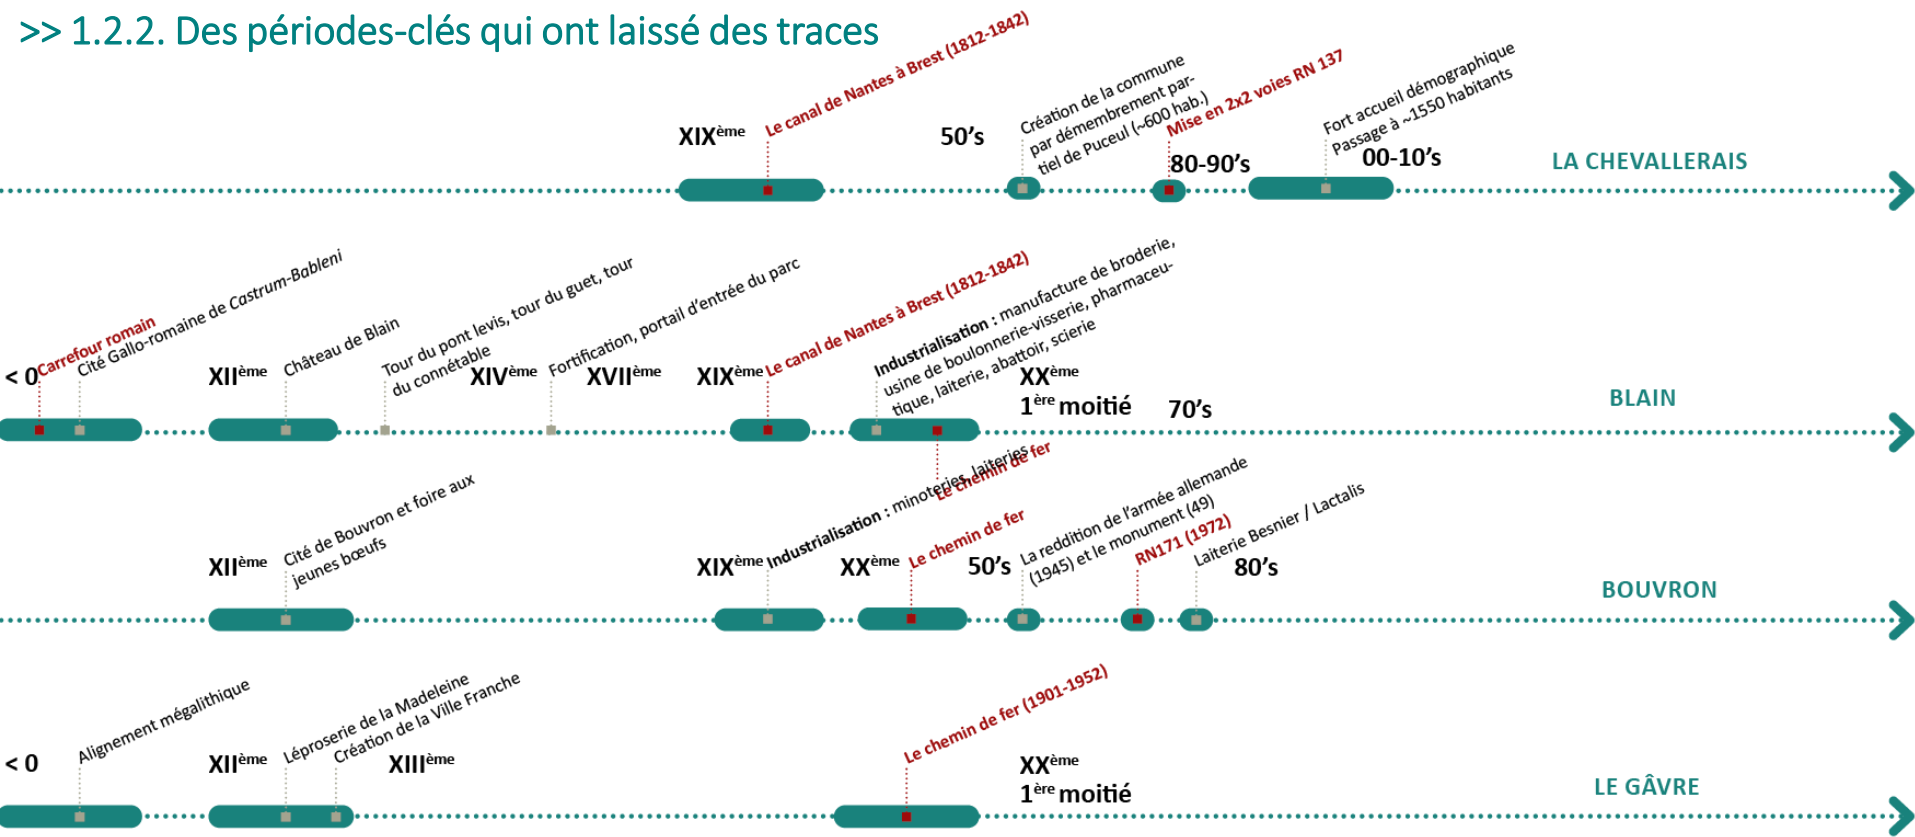 >> 1.2.2. Des périodes-clés qui ont laissé des traces
XIXème
Le canal de Nantes à Brest (1812-1842)
50's
Création de la commune
par démembrement par-
tiel de Puceul (~600 hab.)
Mise en 2x2 voies RN 137
80-90's
Fort accueil démographique
Passage à ~1550 habitants
00-10's
LA CHEVALLERAIS
< 0
Carrefour romain
Cité Gallo-romaine de Castrum-Bableni
XIIème
Château de Blain
Tour du pont levis, tour du guet, tour
du connétable
XIVème
Fortification, portail d'entrée du parc
XVIIème
XIXème
Le canal de Nantes à Brest (1812-1842)
Industrialisation : manufacture de broderie,
usine de boulonnerie-visserie, pharmaceu-
tique, laiterie, abattoir, scierie
Le chemin de fer
XXème
1ère moitié
70's
BLAIN
XIIème
Cité de Bouvron et foire aux
jeunes bœufs
XIXème
Industrialisation : minoteries, laiteries
XXème
Le chemin de fer
50's
La reddition de l'armée allemande
(1945) et le monument (49)
RN171 (1972)
Laiterie Besnier / Lactalis
80's
BOUVRON
< 0
Alignement mégalithique
XIIème
Léproserie de la Madeleine
Création de la Ville Franche
XIIIème
Le chemin de fer (1901-1952)
XXème
1ère moitié
LE GÂVRE